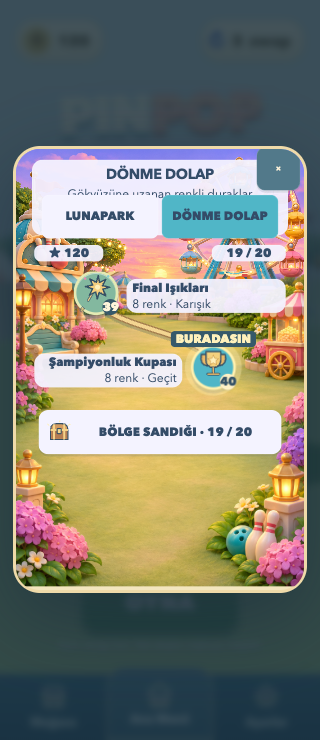 PINPOP
DÖNME DOLAP
×
Gökyüzüne uzanan renkli duraklar
LUNAPARK
DÖNME DOLAP
★ 120
19 / 20
Final Işıkları
8 renk · Karışık
39
BURADASIN
Şampiyonluk Kupası
8 renk · Geçit
40
BÖLGE SANDIĞI · 19 / 20